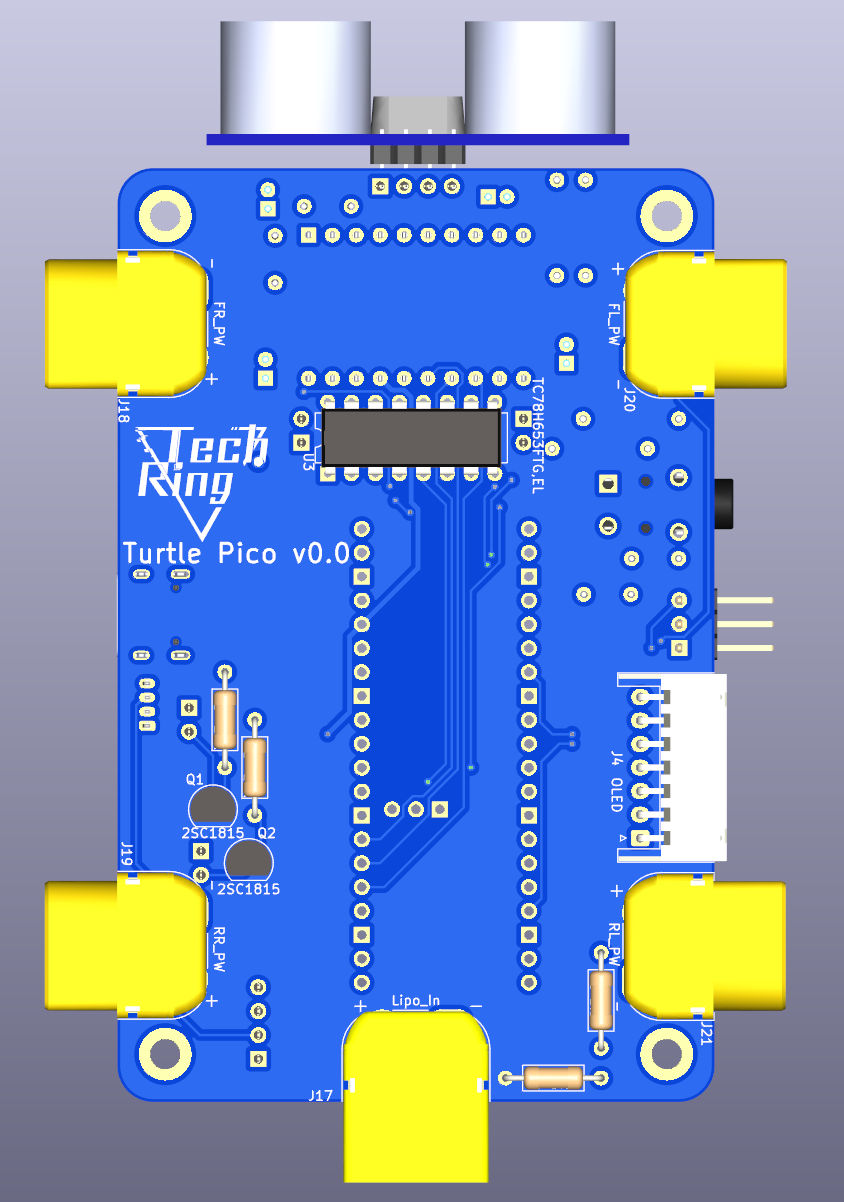 -
+
FR_PW
FL_PW
+
-
J18
J20
TC78H653FTG,EL
U3
Tech
Ring
Turtle Pico v0.0
Q1
2SC1815
Q2
2SC1815
J4 OLED
J19
-
RR_PW
+
+
RL_PW
-
+ Lipo_In -
J17
J21